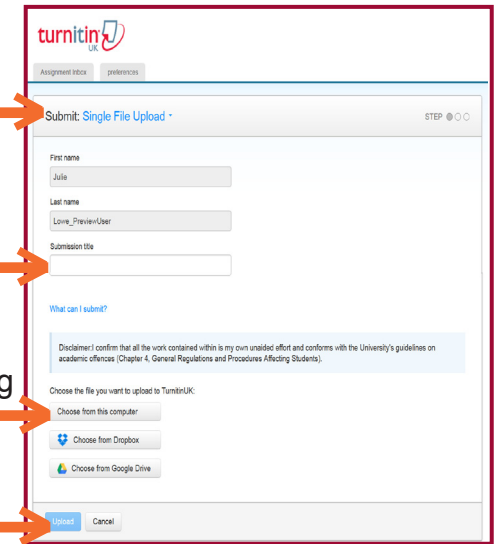 turnitin
UK
Assignment Inbox preferences
Submit: Single File Upload
STEP
First name
Julie
Last name
Lowe_PreviewUser
Submission title
What can I submit?
Disclaimer:I confirm that all the work contained within is my own unaided effort and conforms with the University's guidelines on
academic offences (Chapter 4, General Regulations and Procedures Affecting Students).
g
Choose the file you want to upload to TurnitinUK:
Choose from this computer
Choose from Dropbox
Choose from Google Drive
Upload Cancel